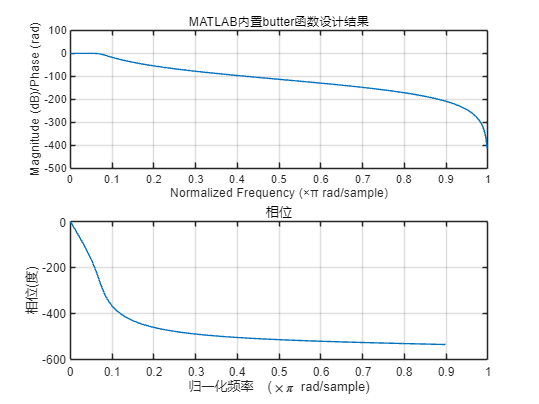 MATLAB内置butter函数设计结果
Magnitude (dB)/Phase (rad)
100
0
-100
-200
-300
-400
-500
0 0.1 0.2 0.3 0.4 0.5 0.6 0.7 0.8 0.9 1
Normalized Frequency (×π rad/sample)
相位
相位(度)
0
-200
-400
-600
0 0.1 0.2 0.3 0.4 0.5 0.6 0.7 0.8 0.9 1
归一化频率 (×π rad/sample)